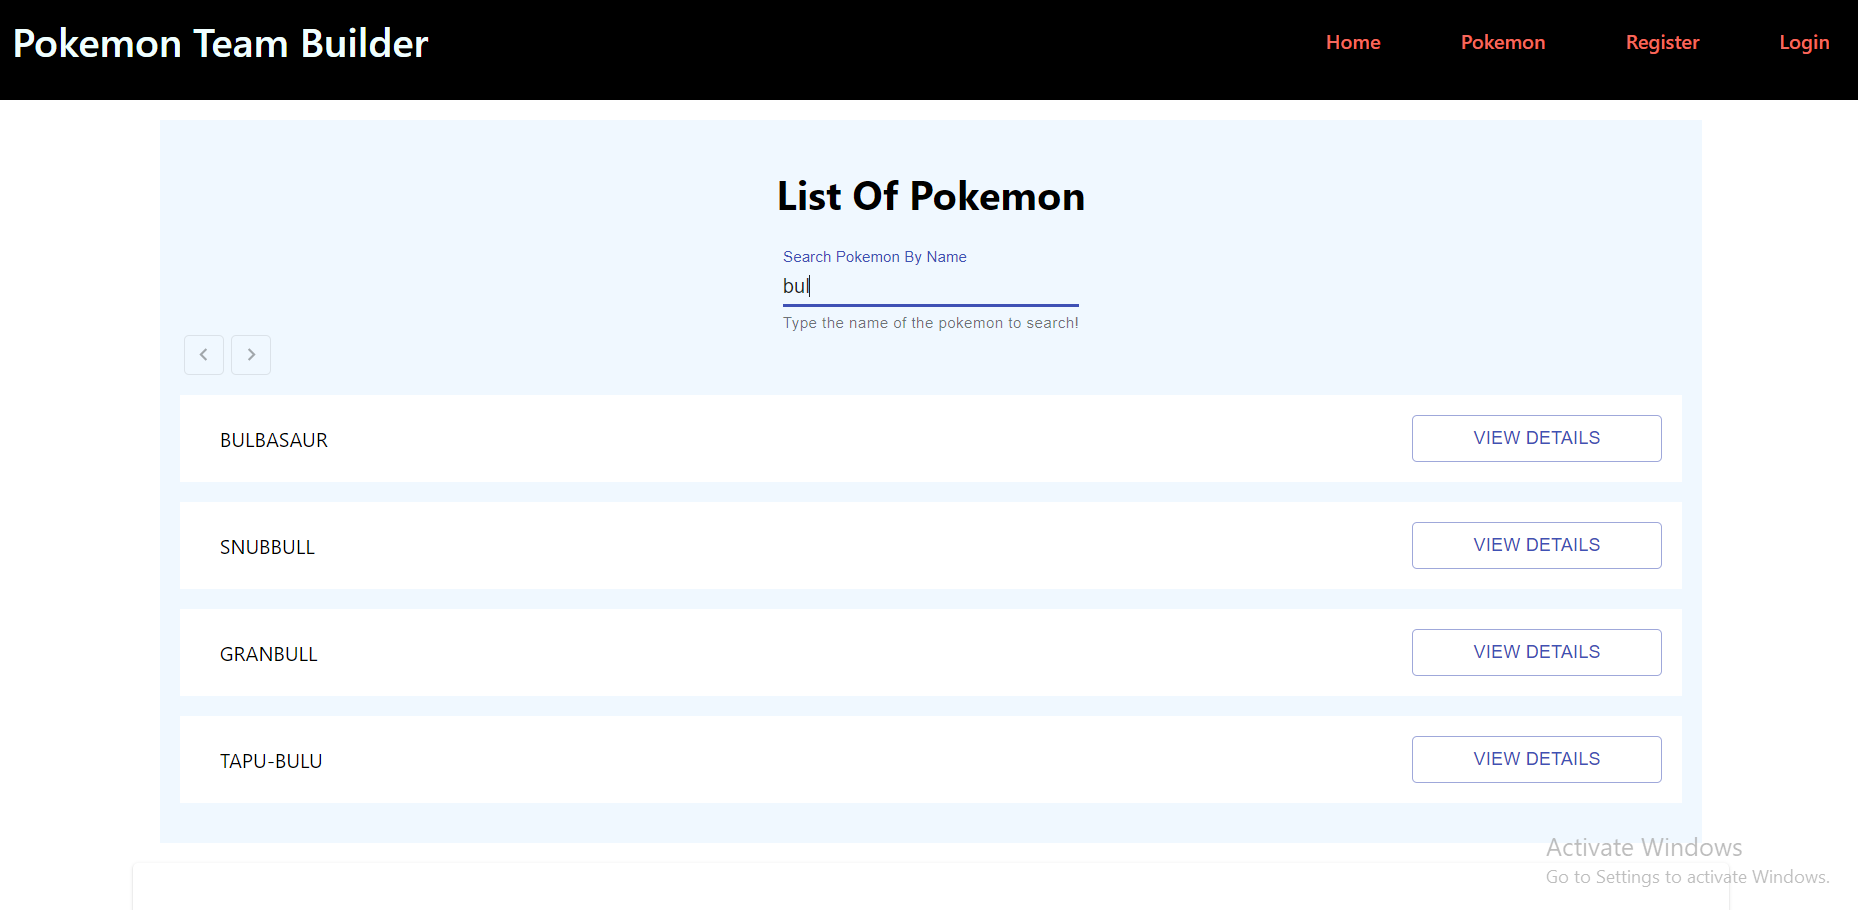 Pokemon Team Builder
Home
Pokemon
Register
Login
List Of Pokemon
Search Pokemon By Name
bul
Type the name of the pokemon to search!
BULBASAUR
VIEW DETAILS
SNUBBULL
VIEW DETAILS
GRANBULL
VIEW DETAILS
TAPU-BULU
VIEW DETAILS
Activate Windows
Go to Settings to activate Windows.